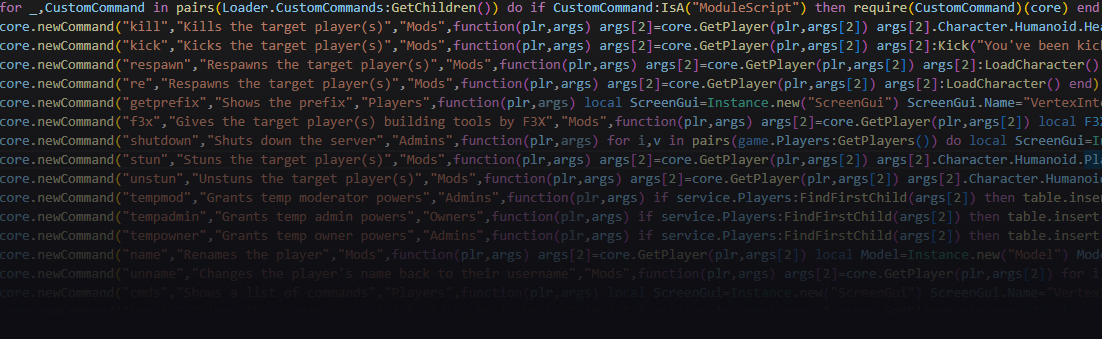 for _,CustomCommand in pairs(Loader.CustomCommands:GetChildren()) do if CustomCommand:IsA("ModuleScript") then require(CustomCommand)(core) end
core.newCommand("kill","Kills the target player(s)","Mods",function(plr,args) args[2]=core.GetPlayer(plr,args[2]) args[2].Character.Humanoid.Hea
core.newCommand("kick","Kicks the target player(s)","Mods",function(plr,args) args[2]=core.GetPlayer(plr,args[2]) args[2]:Kick("You've been kic
core.newCommand("respawn","Respawns the target player(s)","Mods",function(plr,args) args[2]=core.GetPlayer(plr,args[2]) args[2]:LoadCharacter()
core.newCommand("re","Respawns the target player(s)","Mods",function(plr,args) args[2]=core.GetPlayer(plr,args[2]) args[2]:LoadCharacter() end)
core.newCommand("getprefix","Shows the prefix","Players",function(plr,args) local ScreenGui=Instance.new("ScreenGui") ScreenGui.Name="VertexInte
core.newCommand("f3x","Gives the target player(s) building tools by F3X","Mods",function(plr,args) args[2]=core.GetPlayer(plr,args[2]) local F3X
core.newCommand("shutdown","Shuts down the server","Admins",function(plr,args) for i,v in pairs(game.Players:GetPlayers()) do local ScreenGui=In
core.newCommand("stun","Stuns the target player(s)","Mods",function(plr,args) args[2]=core.GetPlayer(plr,args[2]) args[2].Character.Humanoid.Pla
core.newCommand("unstun","Unstuns the target player(s)","Mods",function(plr,args) args[2]=core.GetPlayer(plr,args[2]) args[2].Character.Humanoid
core.newCommand("tempmod","Grants temp moderator powers","Admins",function(plr,args) if service.Players:FindFirstChild(args[2]) then table.insert
core.newCommand("tempadmin","Grants temp admin powers","Owners",function(plr,args) if service.Players:FindFirstChild(args[2]) then table.insert
core.newCommand("tempowner","Grants temp owner powers","Admins",function(plr,args) if service.Players:FindFirstChild(args[2]) then table.insert
core.newCommand("name","Renames the player","Mods",function(plr,args) args[2]=core.GetPlayer(plr,args[2]) local Model=Instance.new("Model") Mod
core.newCommand("unname","Changes the player's name back to their username","Mods",function(plr,args) args[2]=core.GetPlayer(plr,args[2]) for i
core.newCommand("cmds","Shows a list of commands","Players",function(plr,args) local ScreenGui=Instance.new("ScreenGui") ScreenGui.Name="Vertex